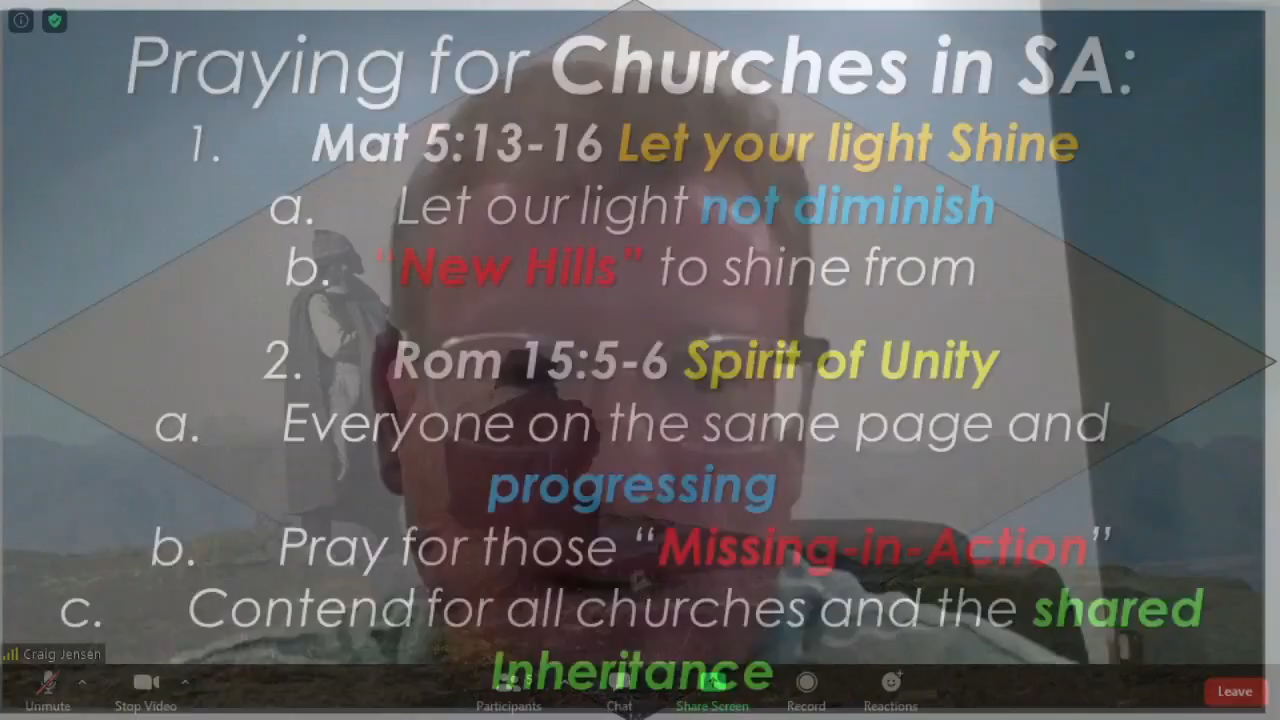 Praying for Churches in SA:
1. Mat 5:13-16 Let your light Shine
a. Let our light not diminish
b. "New Hills" to shine from
2. Rom 15:5-6 Spirit of Unity
a. Everyone on the same page and
progressing
b. Pray for those “Missing-in-Action”
c. Contend for all churches and the shared
Inheritance
Craig Jensen
Unmute Stop Video Participants Chat Share Screen Record Reactions Leave